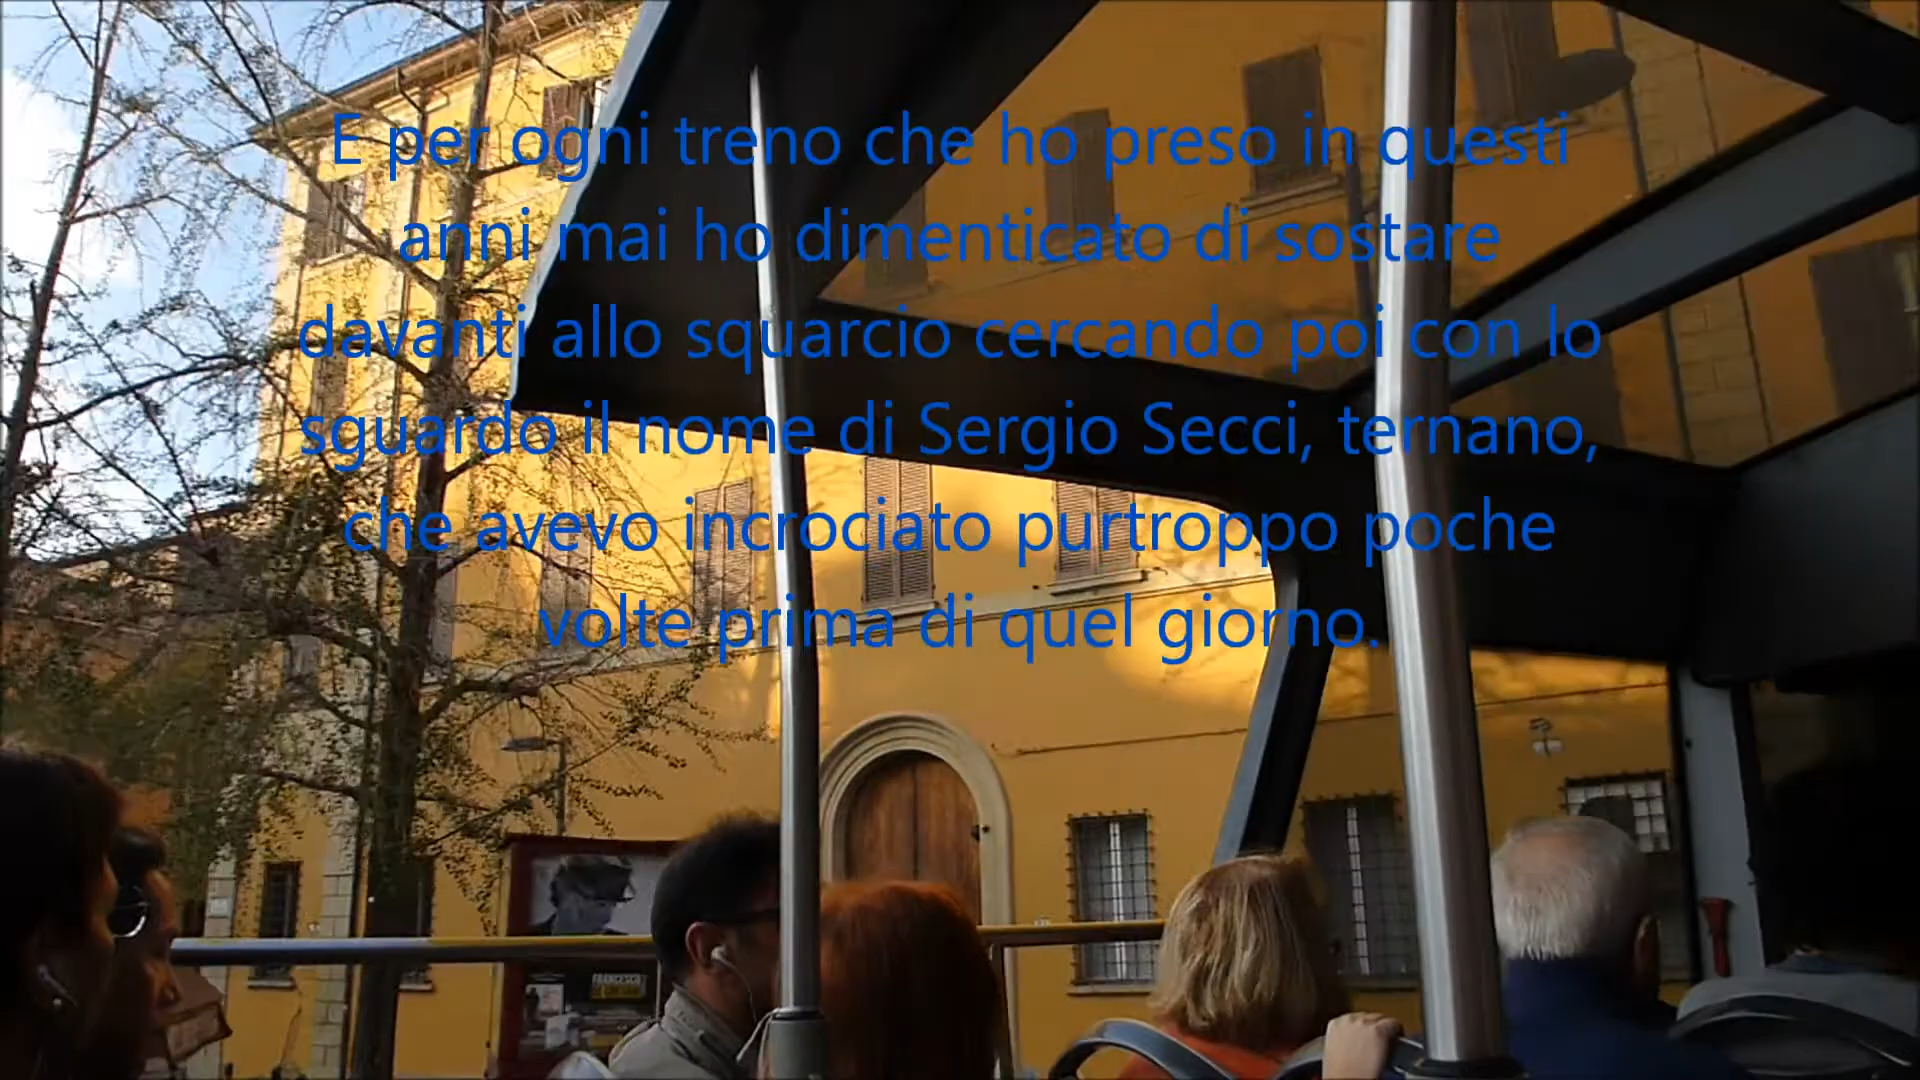 E per ogni treno che ho preso in questi
anni mai ho dimenticato di sostare
davanti allo squarcio cercando poi con lo
sguardo il nome di Sergio Secci, ternano,
che avevo incrociato purtroppo poche
volte prima di quel giorno.
FRANCESCA